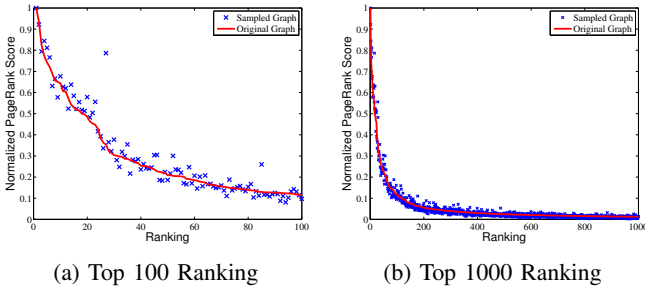 Normalized PageRank Score
1
0.9
0.8
0.7
0.6
0.5
0.4
0.3
0.2
0.1
0
0 20 40 60 80 100
Ranking
Sampled Graph
Original Graph
(a) Top 100 Ranking
Normalized PageRank Score
1
0.9
0.8
0.7
0.6
0.5
0.4
0.3
0.2
0.1
0
0 200 400 600 800 1000
Ranking
Sampled Graph
Original Graph
(b) Top 1000 Ranking